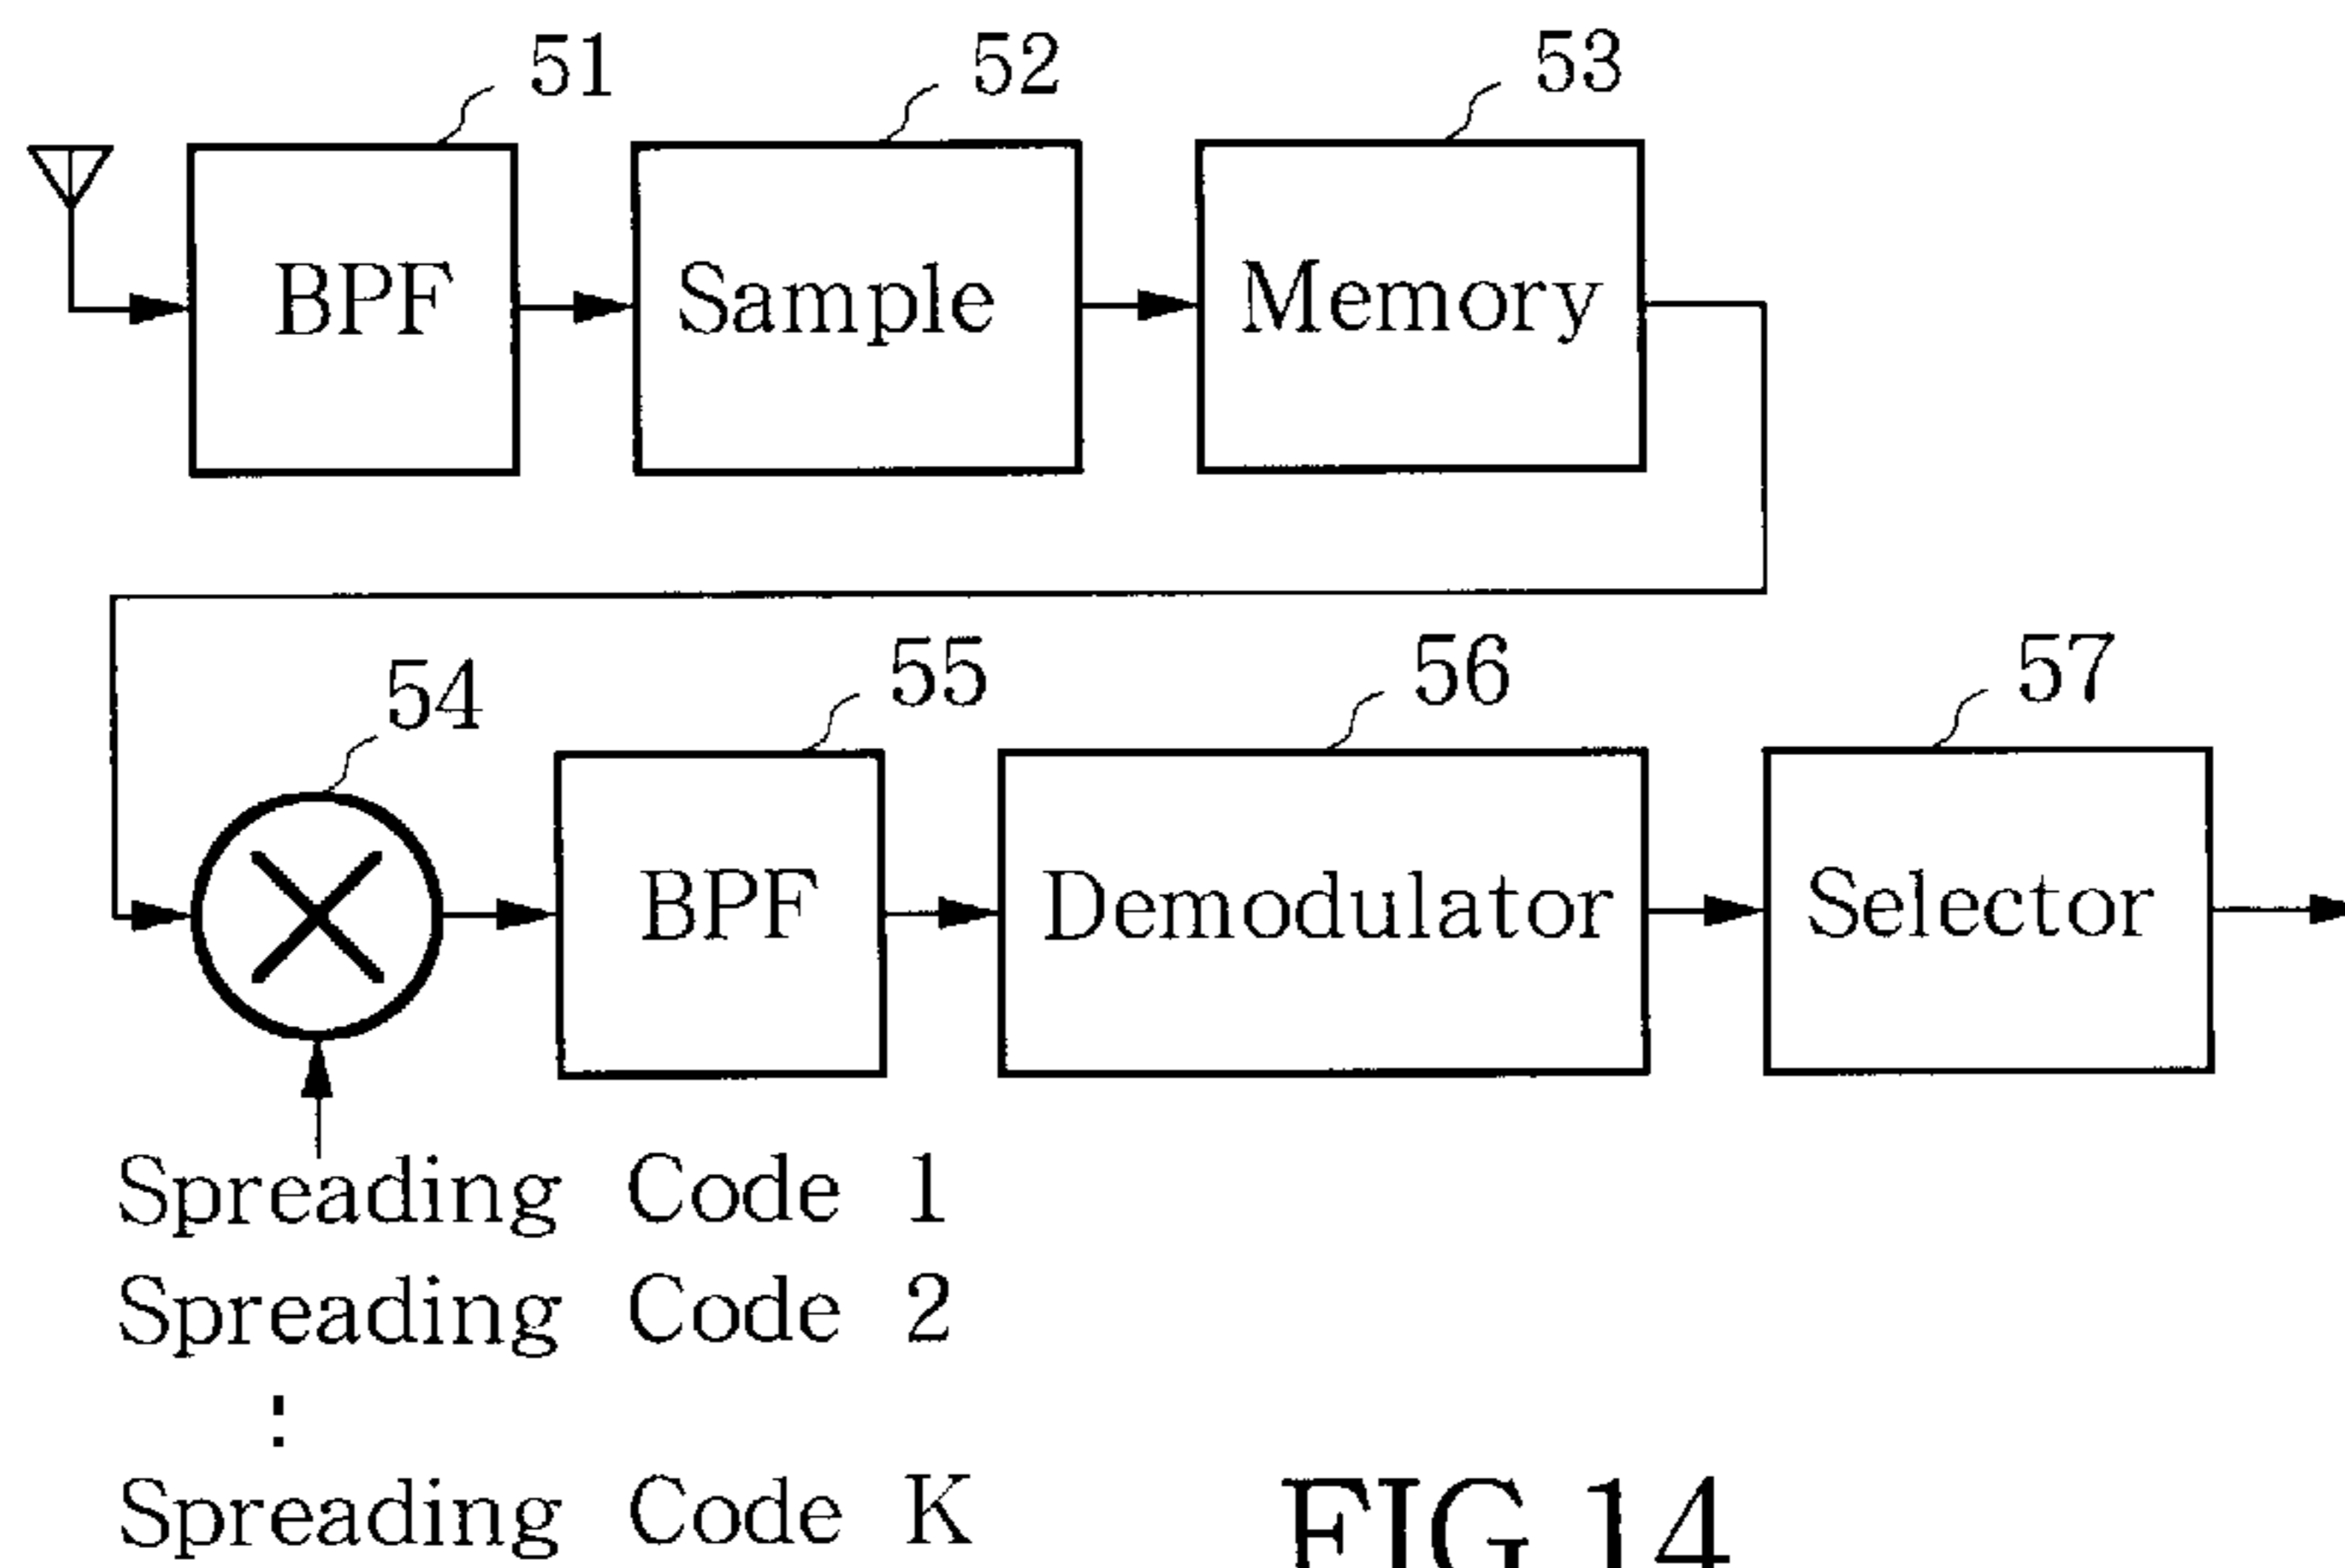 51 52 53
BPF Sample Memory
54 55 56 57
BPF Demodulator Selector
Spreading Code 1
Spreading Code 2
:
Spreading Code K
FIG.14